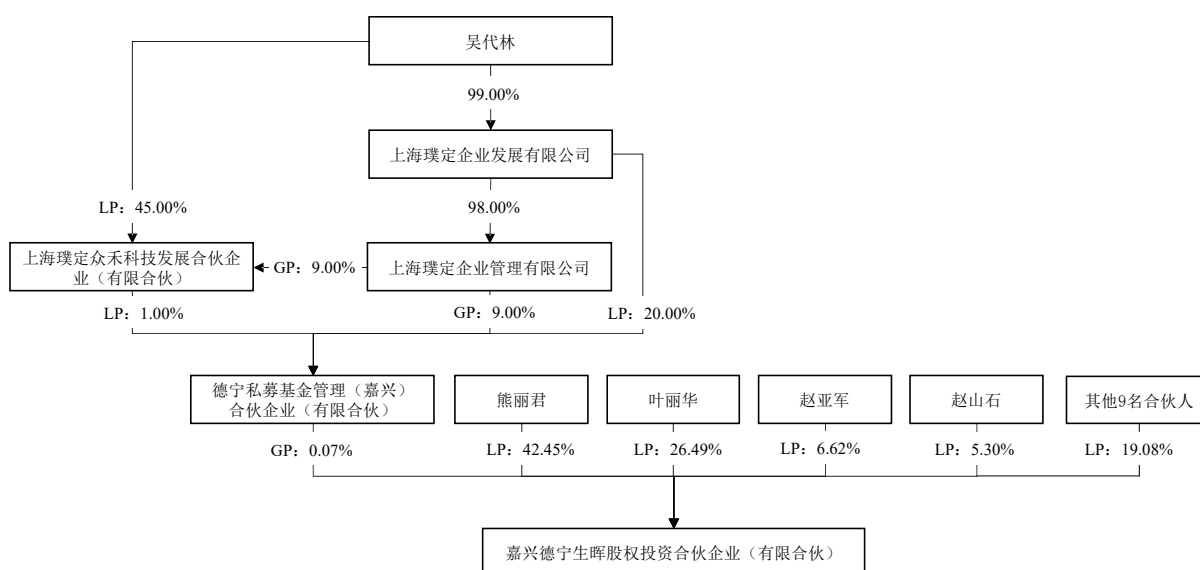 吴代林
99.00%
上海璞定企业发展有限公司
LP：45.00%
98.00%
上海璞定众禾科技发展合伙企
业（有限合伙）
GP：9.00%
上海璞定企业管理有限公司
LP：1.00%
GP：9.00%
LP：20.00%
德宁私募基金管理（嘉兴）
合伙企业（有限合伙）
熊丽君
叶丽华
赵亚军
赵山石
其他9名合伙人
GP：0.07%
LP：42.45%
LP：26.49%
LP：6.62%
LP：5.30%
LP：19.08%
嘉兴德宁生晖股权投资合伙企业（有限合伙）